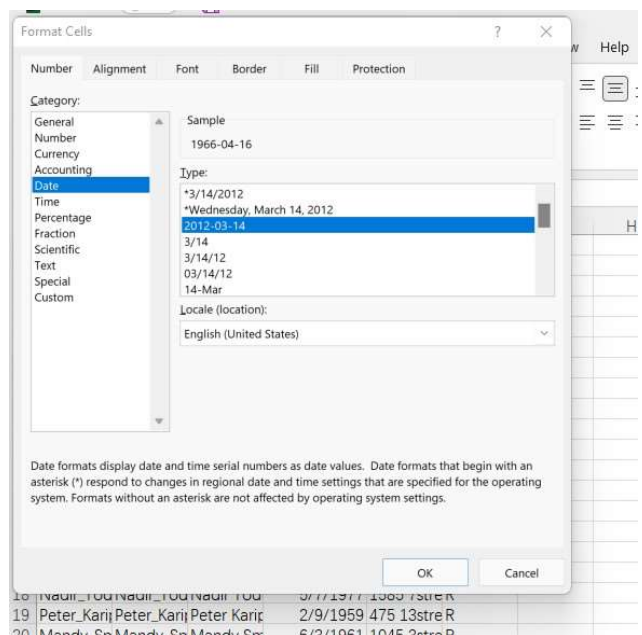 Format Cells ? ×
w Help
Number Alignment Font Border Fill Protection
Category:
General
Number
Currency
Accounting
Date
Time
Percentage
Fraction
Scientific
Text
Special
Custom
Sample
1966-04-16
Type:
*3/14/2012
*Wednesday, March 14, 2012
2012-03-14
3/14
3/14/12
03/14/12
14-Mar
Locale (location):
English (United States)
H
Date formats display date and time serial numbers as date values. Date formats that begin with an
asterisk (*) respond to changes in regional date and time settings that are specified for the operating
system. Formats without an asterisk are not affected by operating system settings.
OK Cancel
19 Peter_Kari Peter_Kari Peter Karip 2/9/1959 475 13stre R